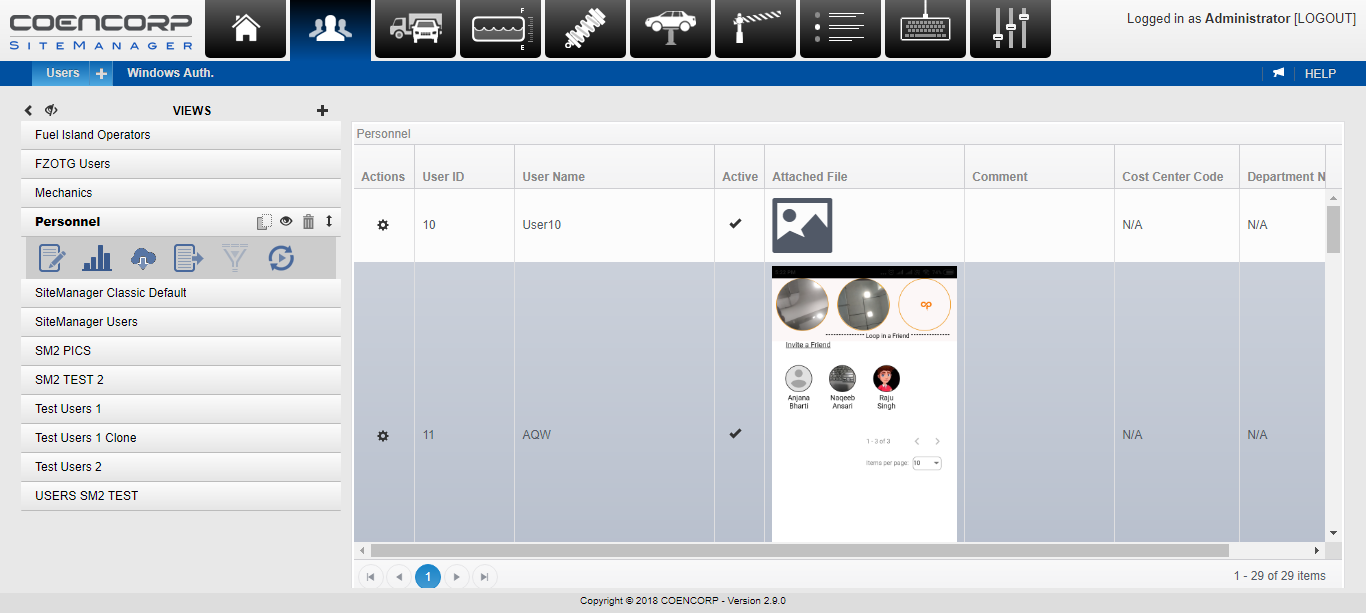 COENCORP
SITEMANAGER
F
E
Logged in as Administrator [LOGOUT]
Users
Windows Auth.
HELP
VIEWS
Fuel Island Operators
FZOTG Users
Mechanics
Personnel
SiteManager Classic Default
SiteManager Users
SM2 PICS
SM2 TEST 2
Test Users 1
Test Users 1 Clone
Test Users 2
USERS SM2 TEST
Personnel
Actions User ID User Name Active Attached File Comment Cost Center Code Department N
10 User10 N/A N/A
op
Loop in a Friend
Invite a Friend
Anjana Bharti
Naqeeb Ansari
Raju Singh
11 AQW N/A N/A
1 - 3 of 3
Items per page: 10
1
1 - 29 of 29 items
Copyright © 2018 COENCORP - Version 2.9.0